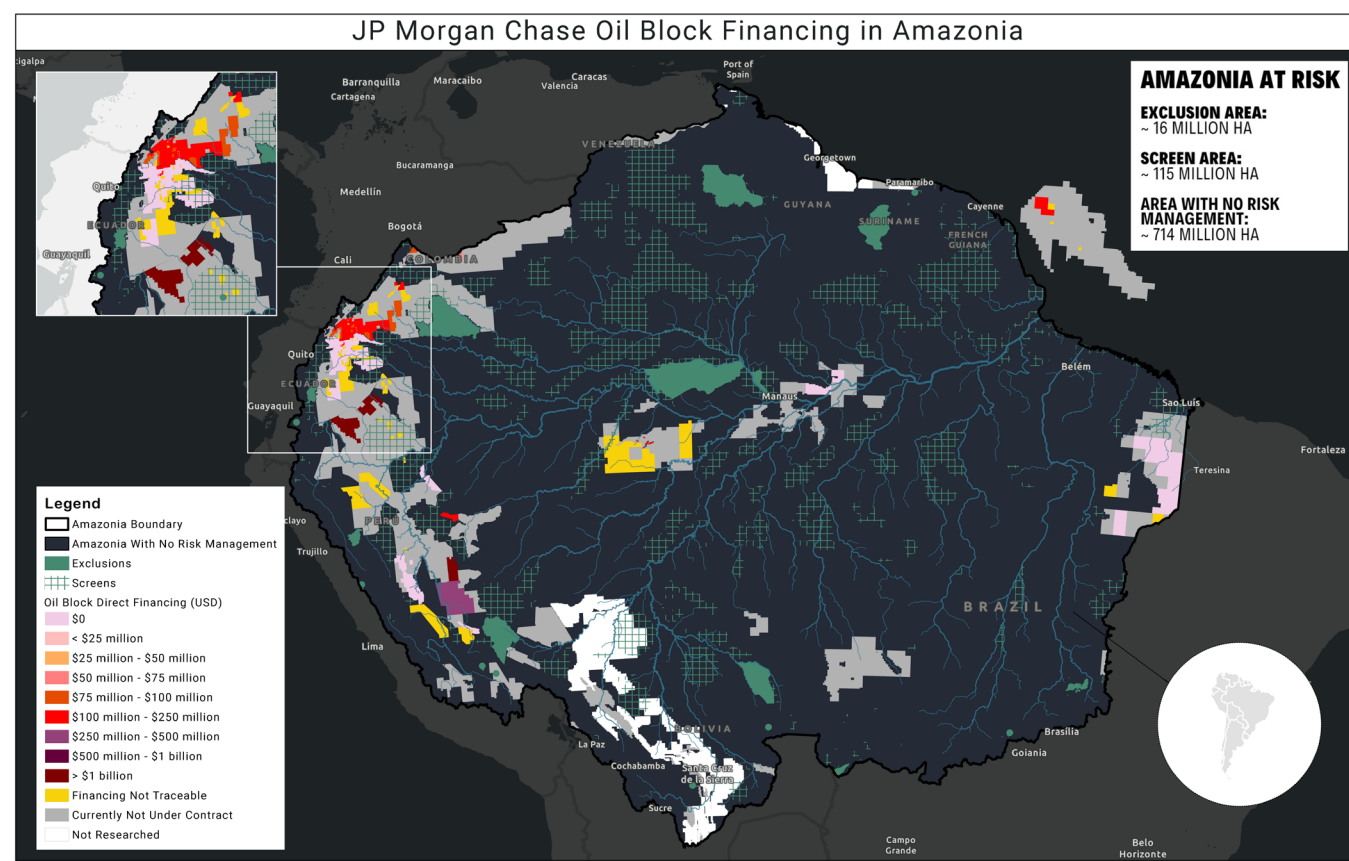 JP Morgan Chase Oil Block Financing in Amazonia
AMAZONIA AT RISK
EXCLUSION AREA:
~ 16 MILLION HA
SCREEN AREA:
~ 115 MILLION HA
AREA WITH NO RISK
MANAGEMENT:
~ 714 MILLION HA
Port of
Spain
Caracas
Maracaibo
Valencia
Barranquilla
Cartagena
VENEZUELA
Bucaramanga
Medellín
Bogotá
Cali
COLOMBIA
Georgetown
Paramaribo
GUYANA
SURINAME
Cayenne
FRENCH
GUIANA
Quito
ECUADOR
Guayaquil
Quito
ECUADOR
Guayaquil
Manaus
Belém
Sao Luís
Teresina
Fortaleza
PERU
clayo
Trujillo
Lima
BRAZIL
BOLIVIA
La Paz
Cochabamba
Santa Cruz
de la Sierra
Sucre
Brasília
Goiania
Campo
Grande
Belo
Horizonte
Legend
Amazonia Boundary
Amazonia With No Risk Management
Exclusions
Screens
Oil Block Direct Financing (USD)
$0
< $25 million
$25 million - $50 million
$50 million - $75 million
$75 million - $100 million
$100 million - $250 million
$250 million - $500 million
$500 million - $1 billion
> $1 billion
Financing Not Traceable
Currently Not Under Contract
Not Researched